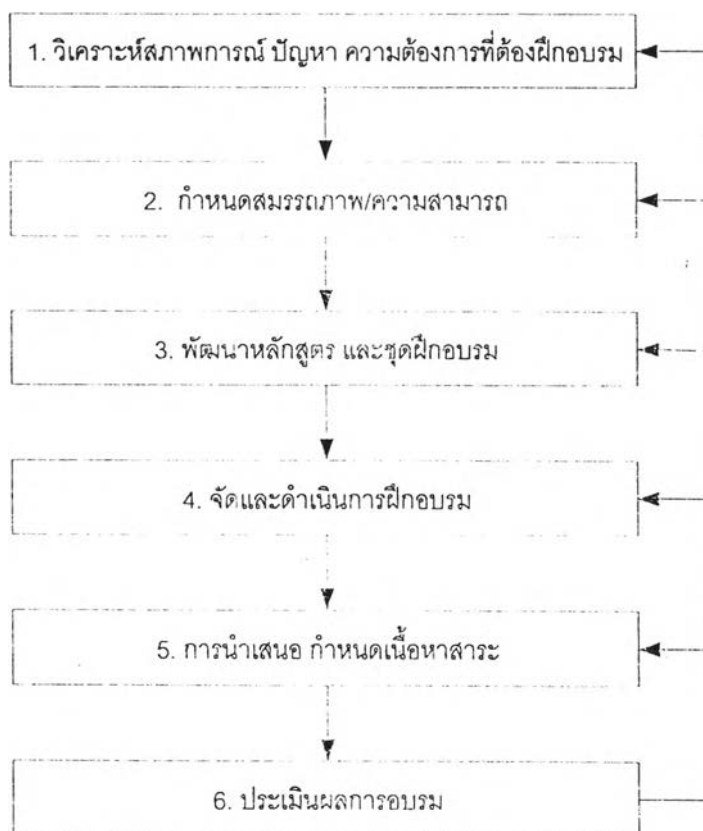 1. วิเคราะห์สภาพการณ์ ปัญหา ความต้องการที่ต้องฝึกอบรม
2. กำหนดสมรรถภาพ/ความสามารถ
3. พัฒนาหลักสูตร และชุดฝึกอบรม
4. จัดและดำเนินการฝึกอบรม
5. การนำเสนอ กำหนดเนื้อหาสาระ
6. ประเมินผลการอบรม